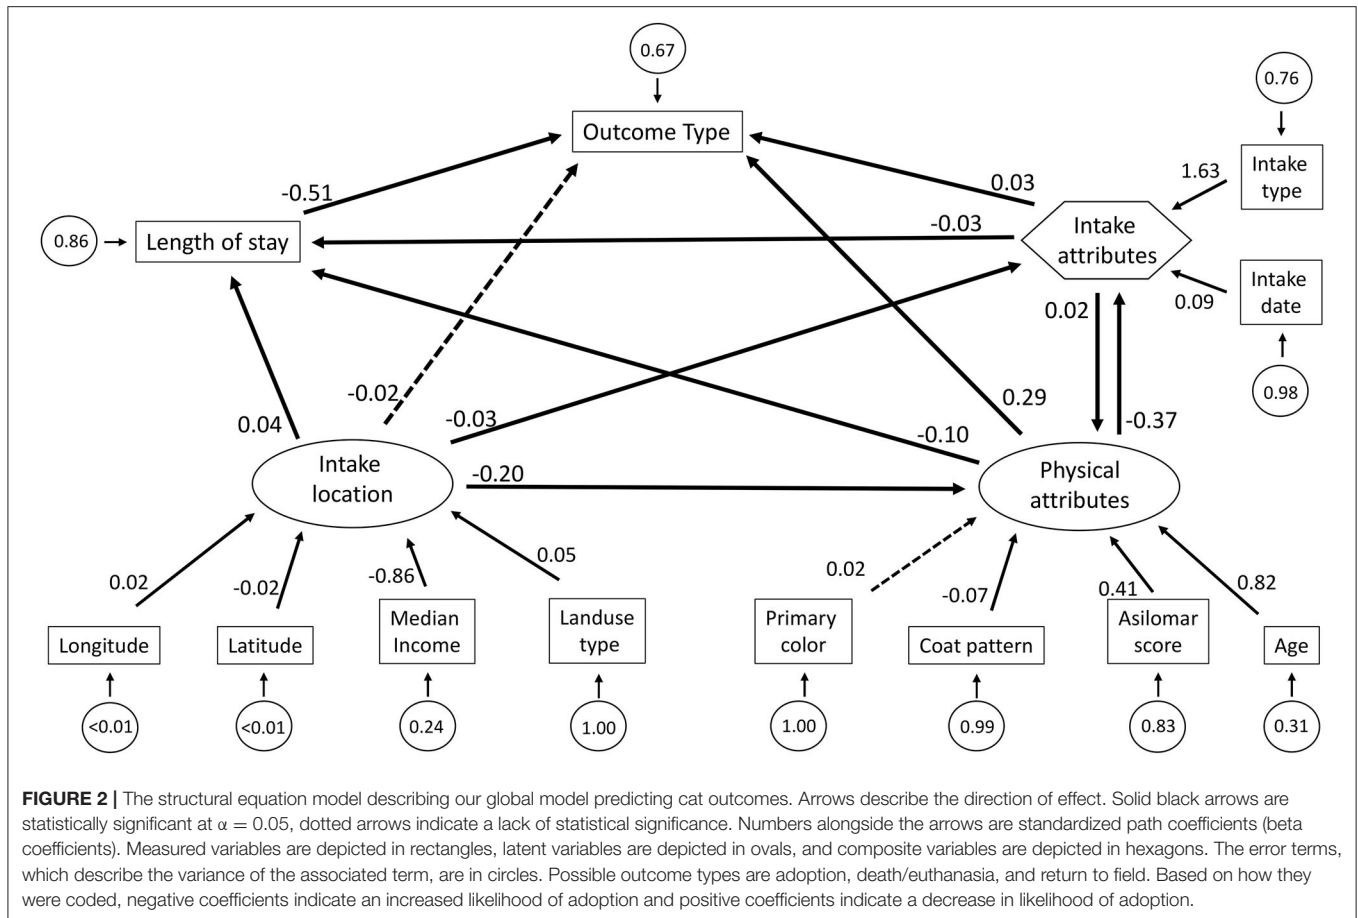 0.67
0.76
Outcome Type
Intake
type
1.63
-0.51
0.03
0.86
Length of stay
-0.03
Intake
attributes
Intake
date
0.09
0.02
0.98
-0.02
0.04
-0.03
0.29
-0.37
-0.10
Intake
location
-0.20
Physical
attributes
0.02
-0.02
-0.86
0.05
0.02
-0.07
0.41
0.82
Longitude
Latitude
Median
Income
Landuse
type
Primary
color
Coat pattern
Asilomar
score
Age
<0.01
<0.01
0.24
1.00
1.00
0.99
0.83
0.31
FIGURE 2 | The structural equation model describing our global model predicting cat outcomes. Arrows describe the direction of effect. Solid black arrows are
statistically significant at α = 0.05, dotted arrows indicate a lack of statistical significance. Numbers alongside the arrows are standardized path coefficients (beta
coefficients). Measured variables are depicted in rectangles, latent variables are depicted in ovals, and composite variables are depicted in hexagons. The error terms,
which describe the variance of the associated term, are in circles. Possible outcome types are adoption, death/euthanasia, and return to field. Based on how they
were coded, negative coefficients indicate an increased likelihood of adoption and positive coefficients indicate a decrease in likelihood of adoption.